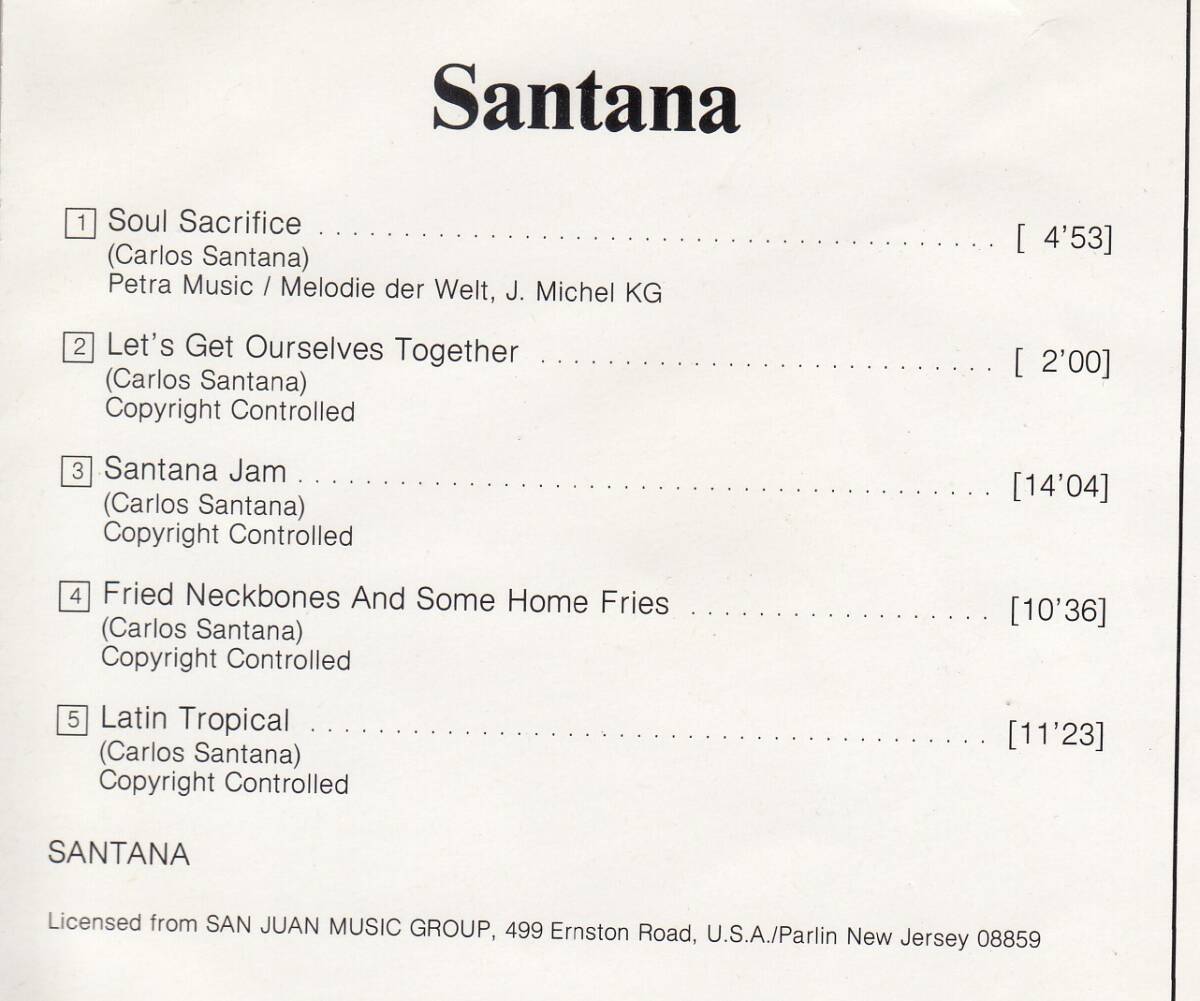 Santana
1 Soul Sacrifice ........................................ [ 4'53]
(Carlos Santana)
Petra Music / Melodie der Welt, J. Michel KG
2 Let's Get Ourselves Together ........................... [ 2'00]
(Carlos Santana)
Copyright Controlled
3 Santana Jam ......................................... [14'04]
(Carlos Santana)
Copyright Controlled
4 Fried Neckbones And Some Home Fries .................. [10'36]
(Carlos Santana)
Copyright Controlled
5 Latin Tropical ........................................ [11'23]
(Carlos Santana)
Copyright Controlled
SANTANA
Licensed from SAN JUAN MUSIC GROUP, 499 Ernston Road, U.S.A./Parlin New Jersey 08859